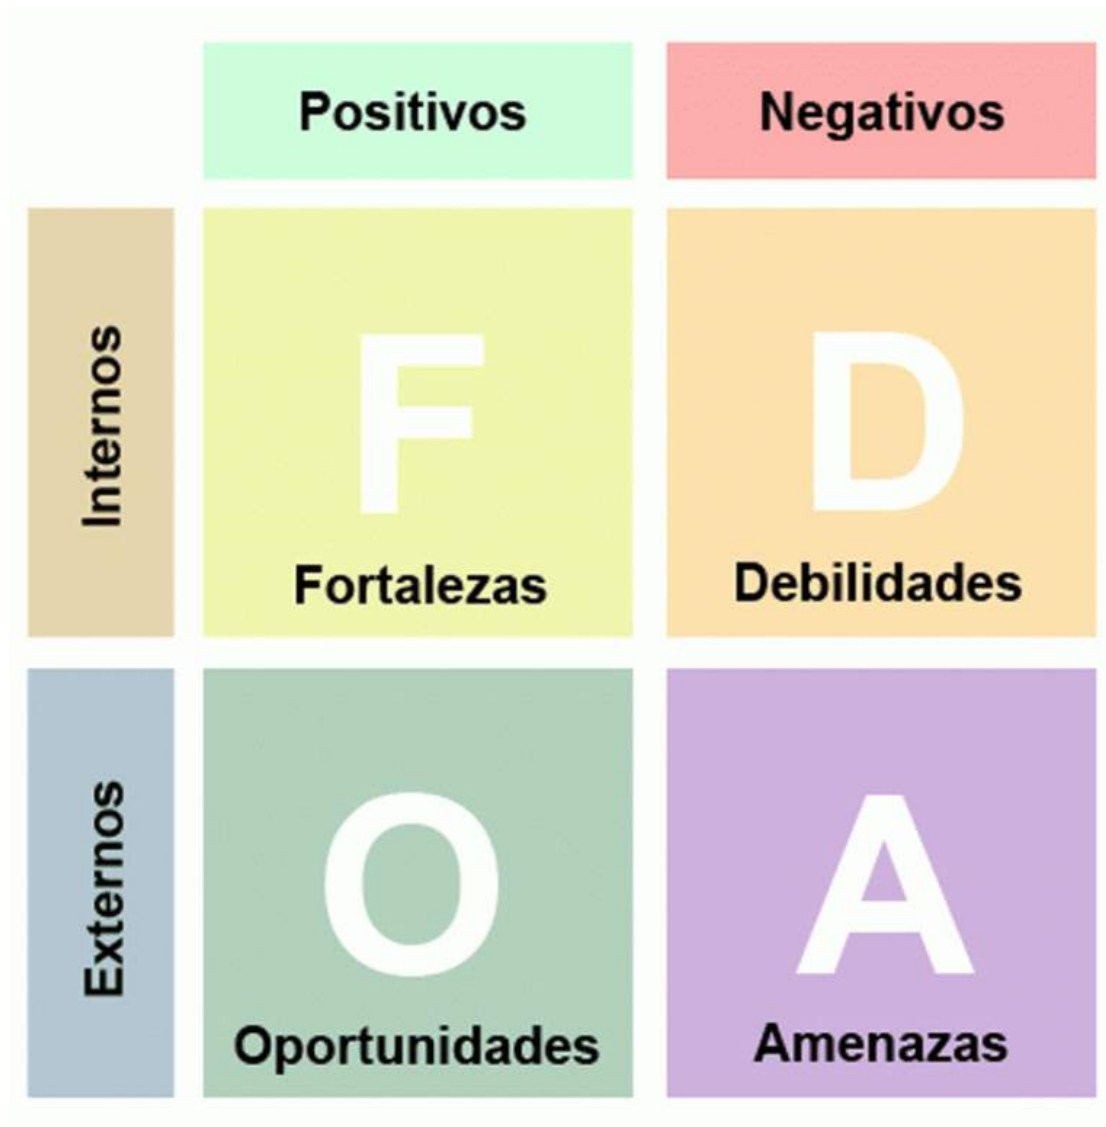 Positivos
Negativos
Internos
F
Fortalezas
D
Debilidades
Externos
O
Oportunidades
A
Amenazas